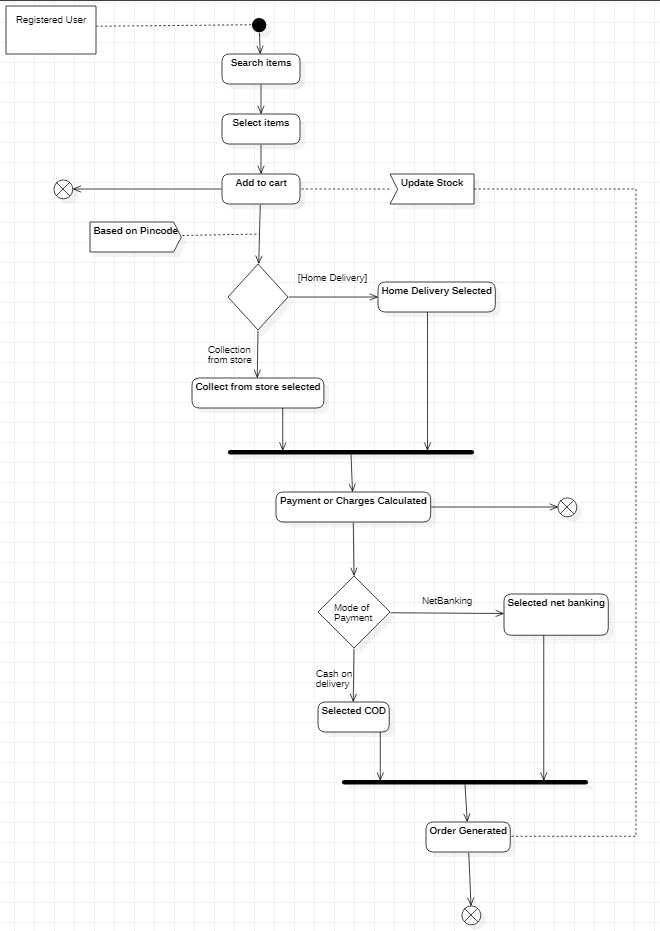 Registered User
Search items
Select items
Add to cart
Update Stock
Based on Pincode
[Home Delivery]
Home Delivery Selected
Collection
from store
Collect from store selected
Payment or Charges Calculated
NetBanking
Selected net banking
Mode of
Payment
Cash on
delivery
Selected COD
Order Generated